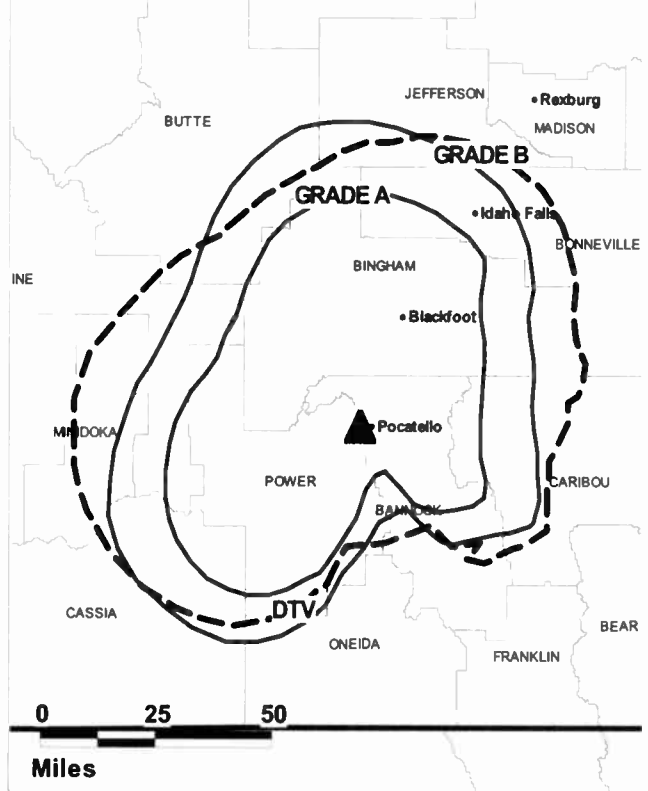 JEFFERSON
Rexburg
BUTTE
MADISON
GRADE B
GRADE A
Idaho Falls
BONNEVILLE
BINGHAM
INE
Blackfoot
Pocatello
MINIDOKA
POWER
CARIBOU
BANNOCK
DTV
CASSIA
BEAR
ONEIDA
FRANKLIN
0 25 50
Miles